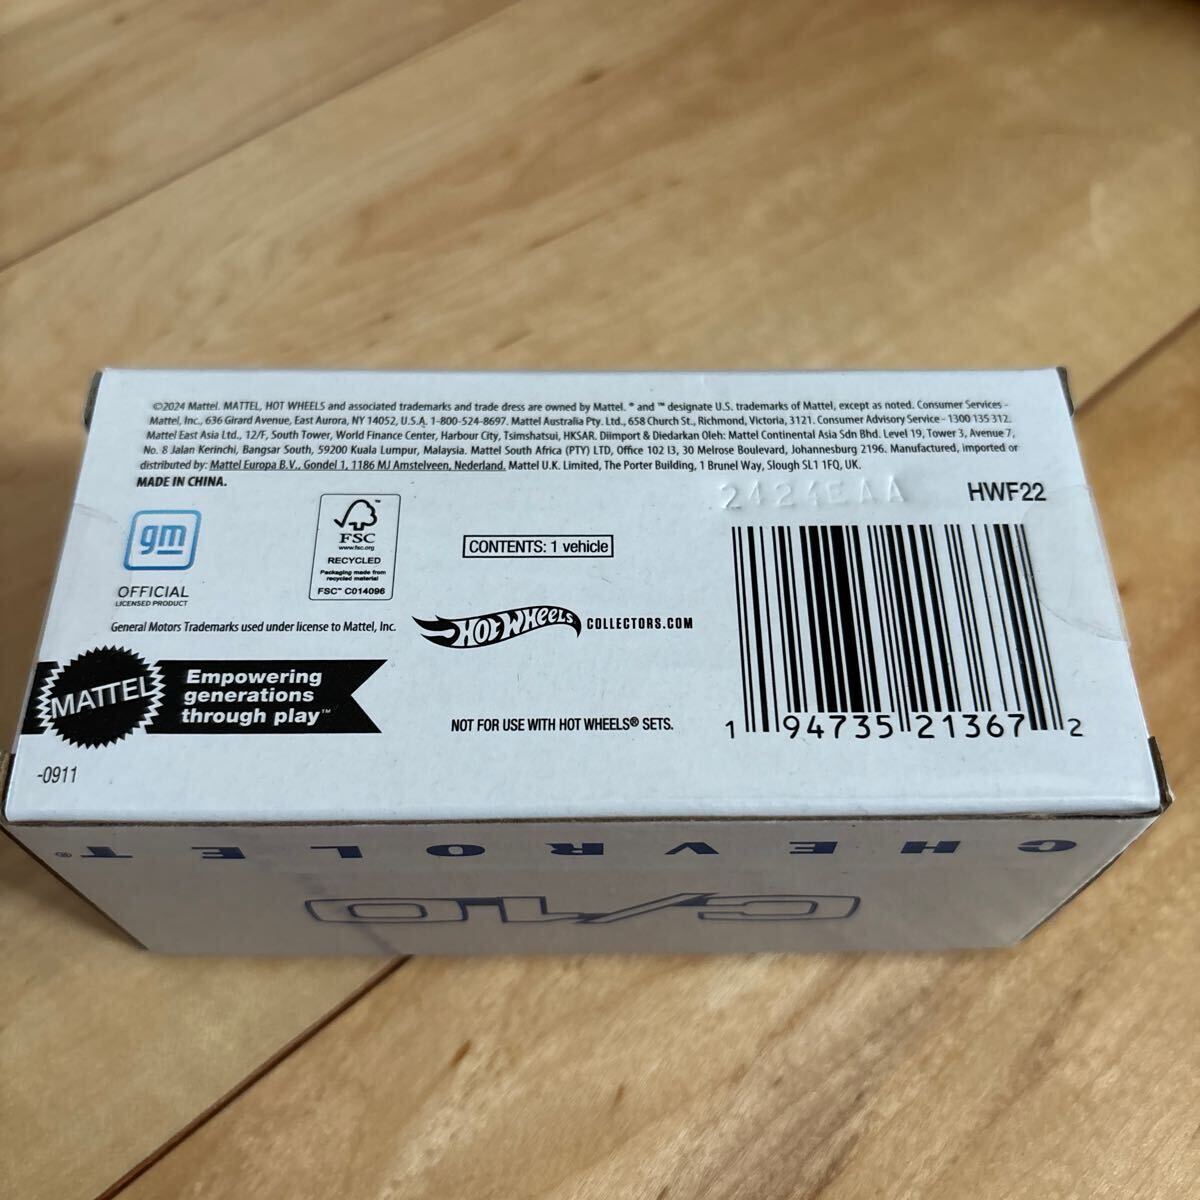 ©2024 Mattel. MATTEL, HOT WHEELS and associated trademarks and trade dress are owned by Mattel. ® and ™ designate U.S. trademarks of Mattel, except as noted. Consumer Services -
Mattel, Inc., 636 Girard Avenue, East Aurora, NY 14052, U.S.A. 1-800-524-8697. Mattel Australia Pty. Ltd., 658 Church St., Richmond, Victoria, 3121. Consumer Advisory Service - 1300 135 312.
Mattel East Asia Ltd., 12/F, South Tower, World Finance Center, Harbour City, Tsimshatsui, HKSAR. Diimport & Diedarkan Oleh: Mattel Continental Asia Sdn Bhd. Level 19, Tower 3, Avenue 7,
No. 8 Jalan Kerinchi, Bangsar South, 59200 Kuala Lumpur, Malaysia. Mattel South Africa (PTY) LTD, Office 102 I3, 30 Melrose Boulevard, Johannesburg 2196. Manufactured, imported or
distributed by: Mattel Europa B.V., Gondel 1, 1186 MJ Amstelveen, Nederland. Mattel U.K. Limited, The Porter Building, 1 Brunel Way, Slough SL1 1FQ, UK.
MADE IN CHINA.
2424EAA
HWF22
gm
OFFICIAL
LICENSED PRODUCT
FSC™
www.fsc.org
RECYCLED
Packaging made from
recycled material
FSC™ C014096
CONTENTS: 1 vehicle
General Motors Trademarks used under license to Mattel, Inc.
HOT WHEELS COLLECTORS.COM
MATTEL
Empowering
generations
through play™
NOT FOR USE WITH HOT WHEELS® SETS.
1 94735 21367 2
-0911
CHEVROLET®
C/10